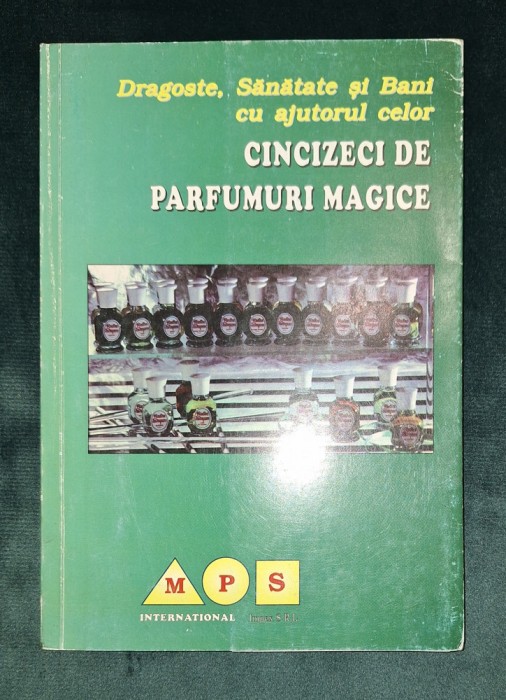 Dragoste, Sănătate și Bani
cu ajutorul celor
CINCIZECI DE
PARFUMURI MAGICE
M P S
INTERNATIONAL S.R.L.